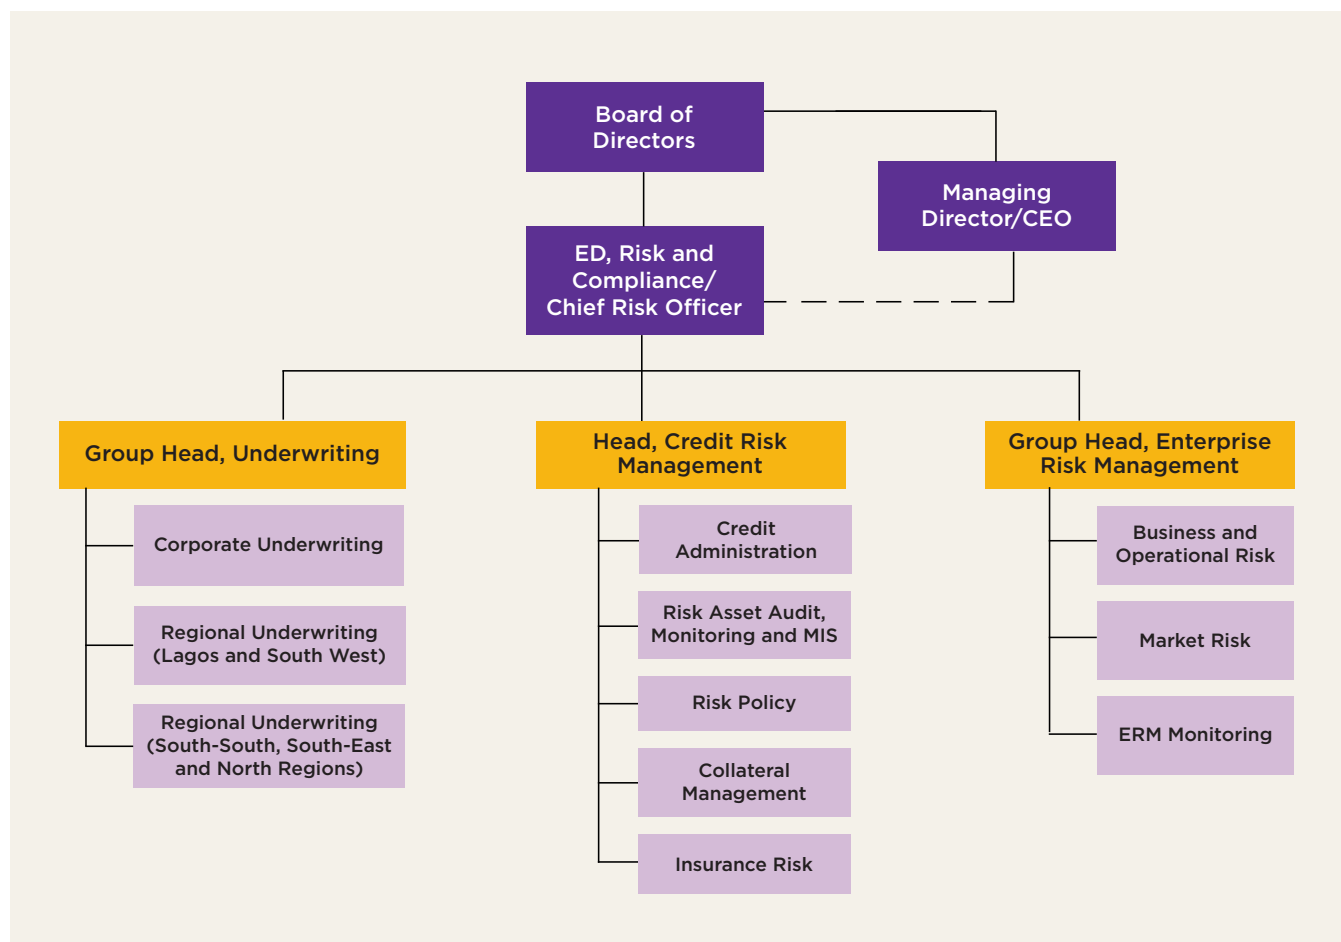 Board of
Directors
Managing
Director/CEO
ED, Risk and
Compliance/
Chief Risk Officer
Group Head, Underwriting
Corporate Underwriting
Regional Underwriting
(Lagos and South West)
Regional Underwriting
(South-South, South-East
and North Regions)
Head, Credit Risk
Management
Credit
Administration
Risk Asset Audit,
Monitoring and MIS
Risk Policy
Collateral
Management
Insurance Risk
Group Head, Enterprise
Risk Management
Business and
Operational Risk
Market Risk
ERM Monitoring